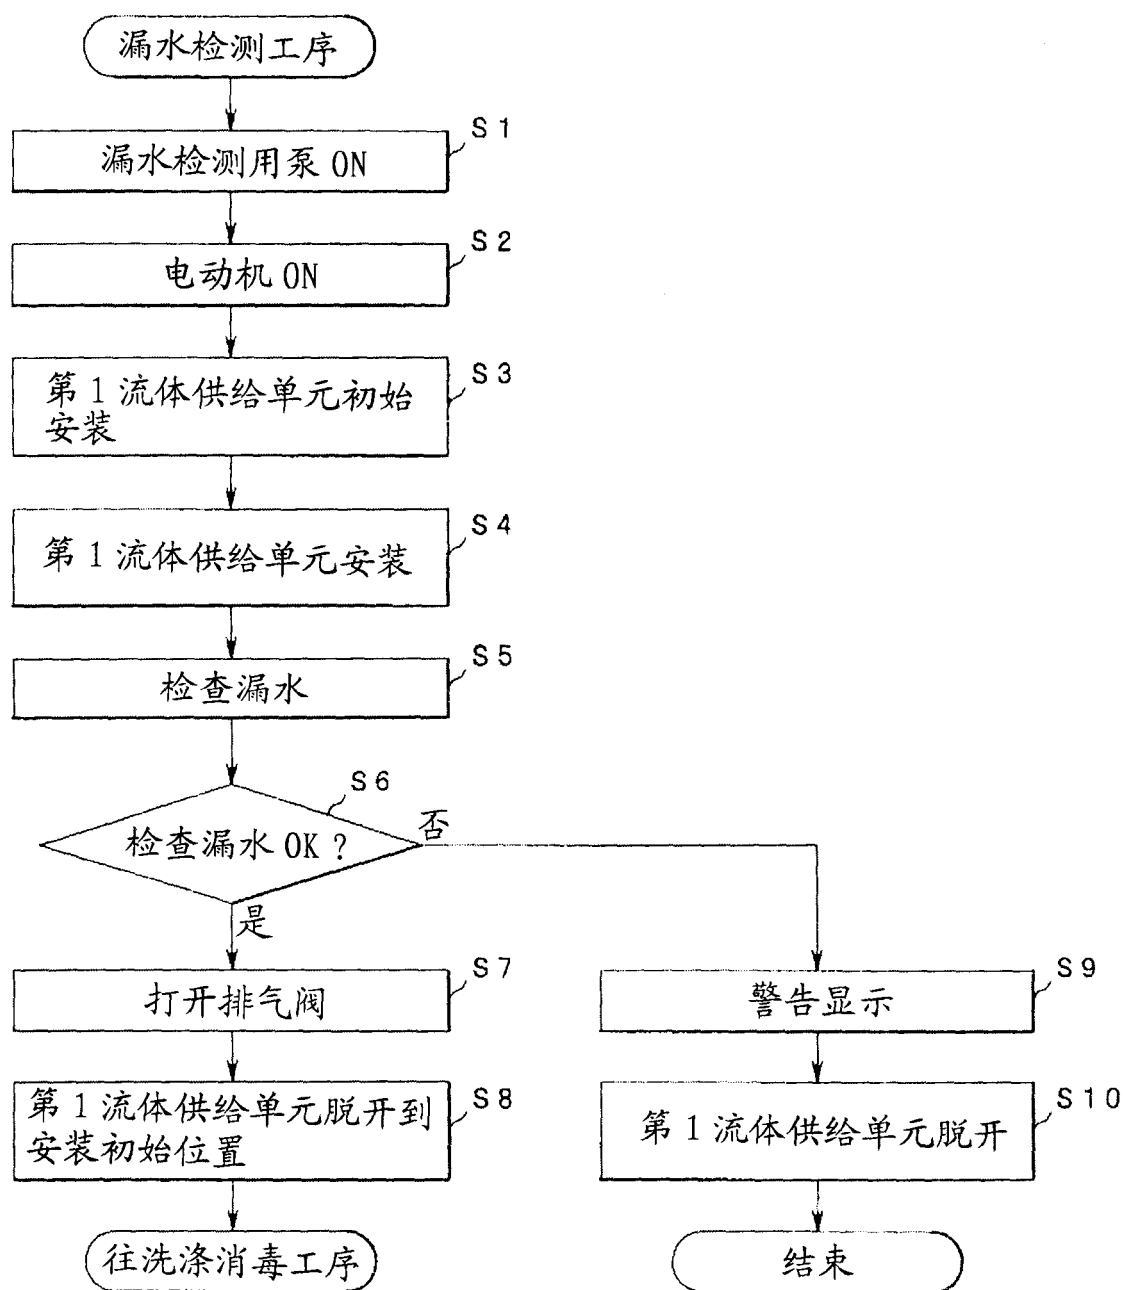 漏水检测工序
S1
漏水检测用泵 ON
S2
电动机 ON
S3
第1流体供给单元初始
安装
S4
第1流体供给单元安装
S5
检查漏水
S6
检查漏水 OK?
否
是
S7
打开排气阀
S9
警告显示
S8
第1流体供给单元脱开到
安装初始位置
S10
第1流体供给单元脱开
往洗涤消毒工序
结束